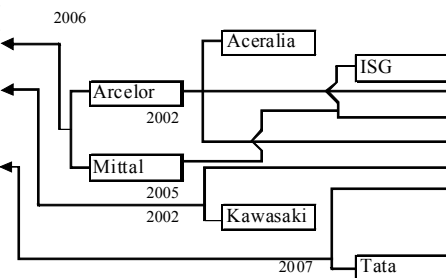 2006
Aceralia
ISG
Arcelor
2002
Mittal
2005
2002
Kawasaki
2007
Tata